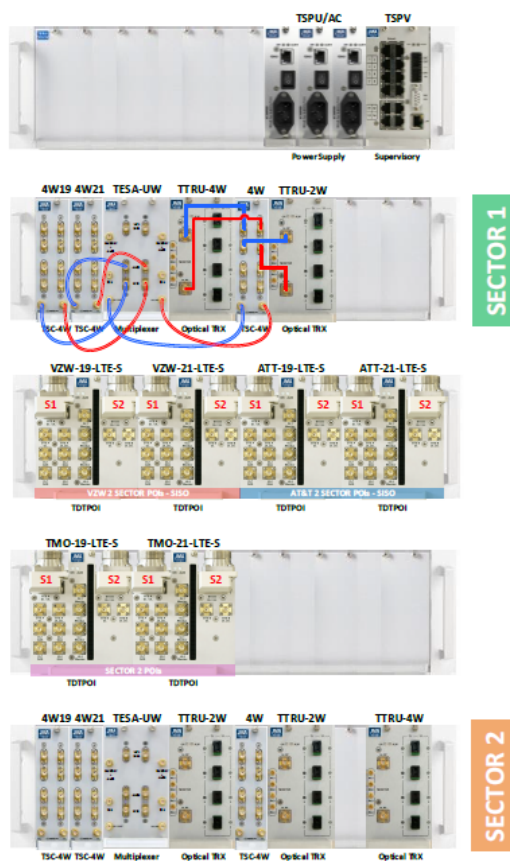 TSPU/AC TSPV
Power Supply Supervisory
4W19 4W21 TESA-UW TTRU-4W 4W TTRU-2W
SECTOR 1
TSC-4W TSC-4W Multiplexer Optical TRX TSC-4W Optical TRX
VZW-19-LTE-S VZW-21-LTE-S ATT-19-LTE-S ATT-21-LTE-S
S1 S2 S1 S2 S1 S2 S1 S2
VZW 2 SECTOR POIs - SISO AT&T 2 SECTOR POIs - SISO
TDTPOI TDTPOI TDTPOI TDTPOI
TMO-19-LTE-S TMO-21-LTE-S
S1 S2 S1 S2
SECTOR 2 POIs
TDTPOI TDTPOI
4W19 4W21 TESA-UW TTRU-2W 4W TTRU-2W TTRU-4W
SECTOR 2
TSC-4W TSC-4W Multiplexer Optical TRX TSC-4W Optical TRX Optical TRX